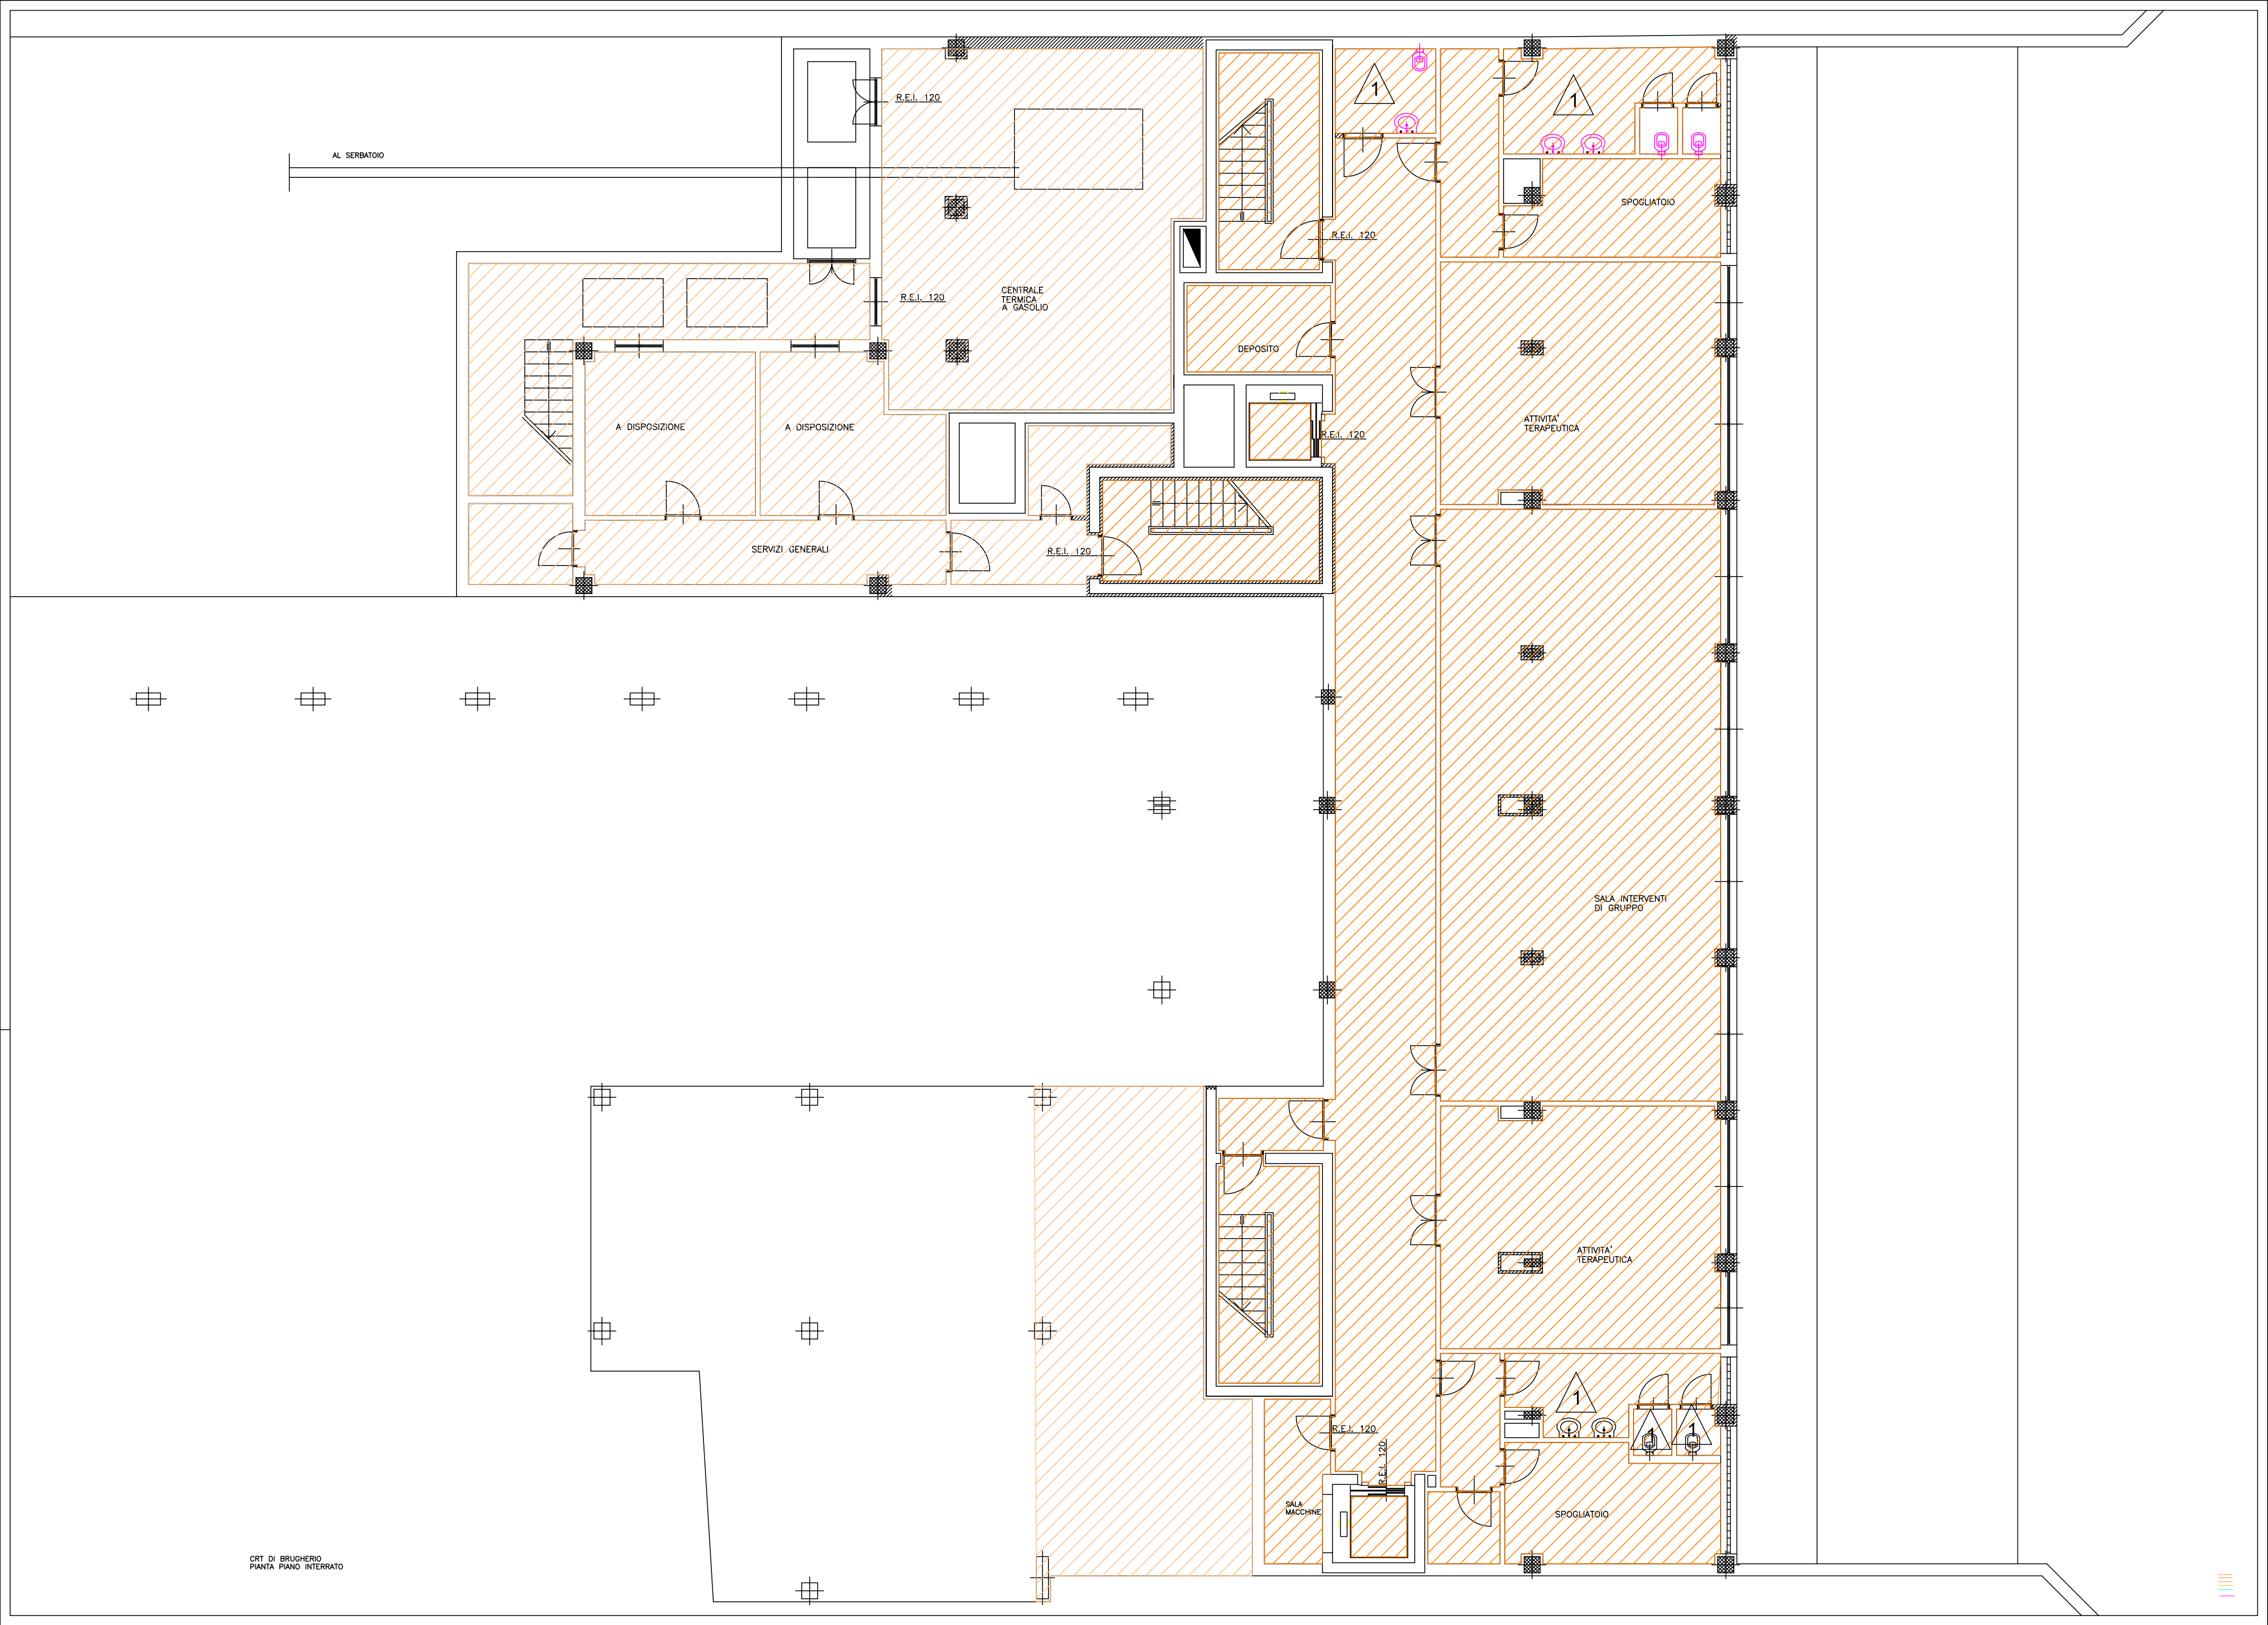 1
1
R.E.I. 120
AL SERBATOIO
SPOGLIATOIO
R.E.I. 120
R.E.I. 120
CENTRALE
TERMICA
A GASOLIO
DEPOSITO
A DISPOSIZIONE
A DISPOSIZIONE
ATTIVITA'
TERAPEUTICA
R.E.I. 120
SERVIZI GENERALI
R.E.I. 120
SALA INTERVENTI
DI GRUPPO
ATTIVITA'
TERAPEUTICA
1
R.E.I. 120
1
1
R.E.I. 120
SALA
MACCHINE
SPOGLIATOIO
CRT DI BRUGHERIO
PIANTA PIANO INTERRATO